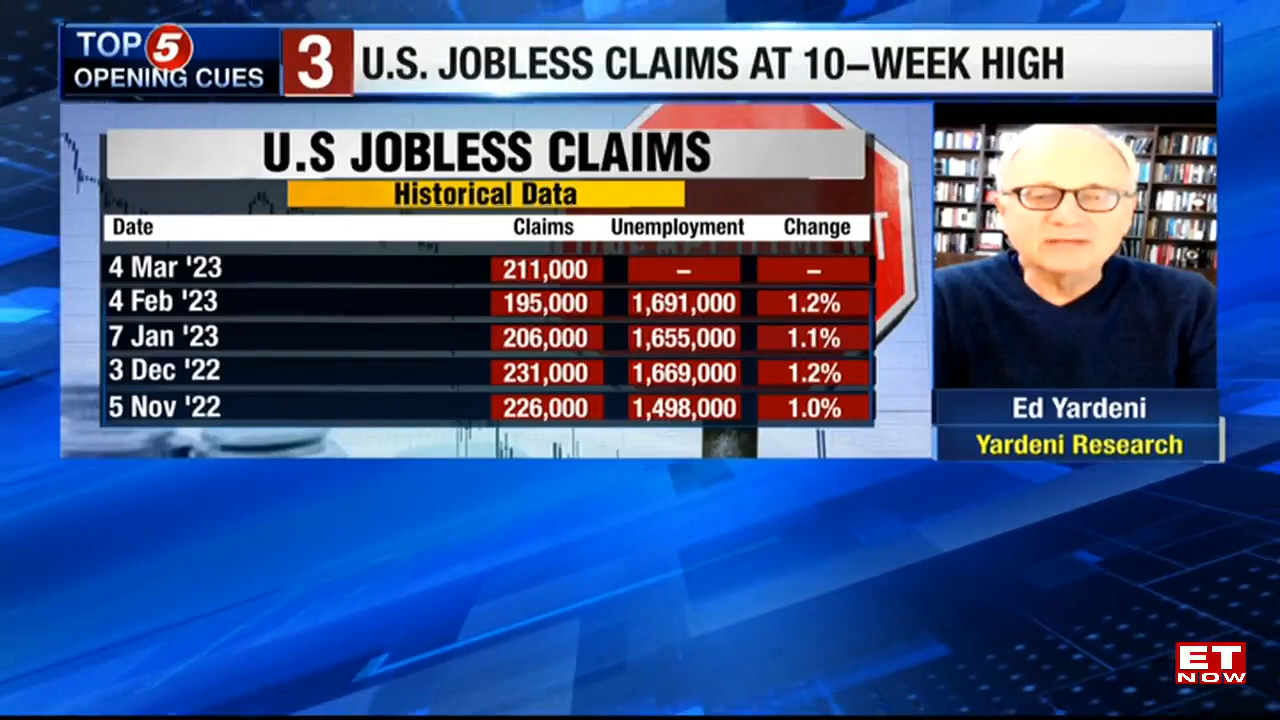 TOP 5
OPENING CUES
3
U.S. JOBLESS CLAIMS AT 10–WEEK HIGH
U.S JOBLESS CLAIMS
Historical Data
Date Claims Unemployment Change
4 Mar '23 211,000 – –
4 Feb '23 195,000 1,691,000 1.2%
7 Jan '23 206,000 1,655,000 1.1%
3 Dec '22 231,000 1,669,000 1.2%
5 Nov '22 226,000 1,498,000 1.0%
Ed Yardeni
Yardeni Research
ET
NOW